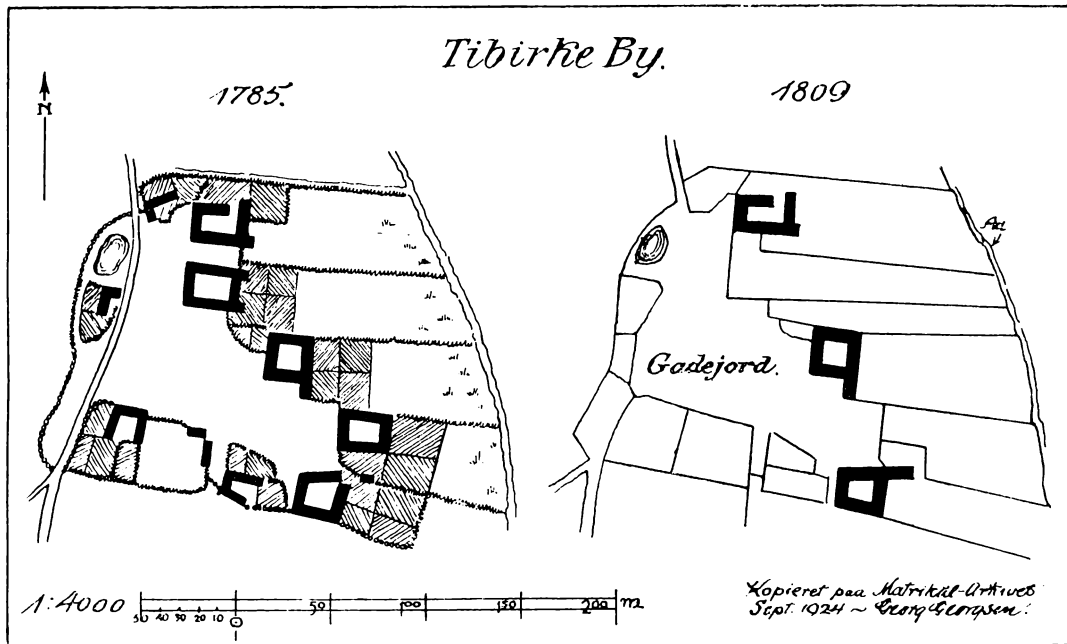 Tibirke By.
1785.
1809
N
Aa
Gadejord.
1:4000
50 40 30 20 10 0 50 100 150 200 m
Kopieret paa Matrikul-Arkivet
Sept. 1924 ~ Georg Georgsen.